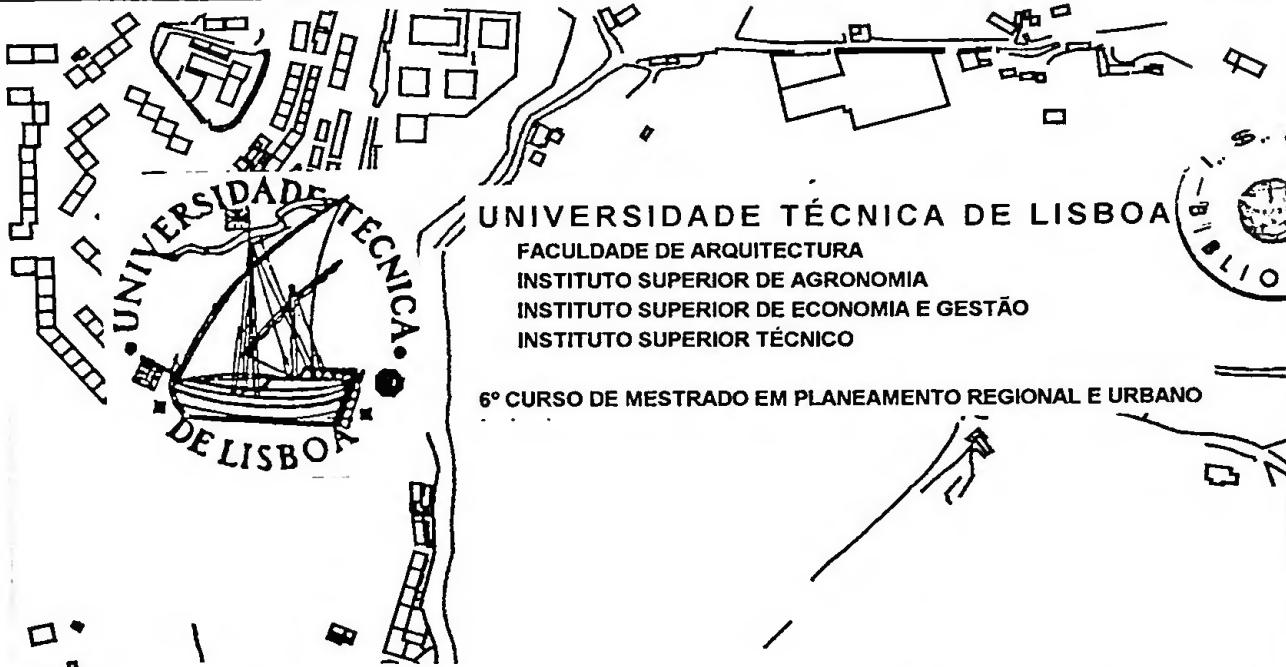 UNIVERSIDADE TECNICA
DE LISBOA
UNIVERSIDADE TÉCNICA DE LISBOA
FACULDADE DE ARQUITECTURA
INSTITUTO SUPERIOR DE AGRONOMIA
INSTITUTO SUPERIOR DE ECONOMIA E GESTÃO
INSTITUTO SUPERIOR TÉCNICO
6º CURSO DE MESTRADO EM PLANEAMENTO REGIONAL E URBANO